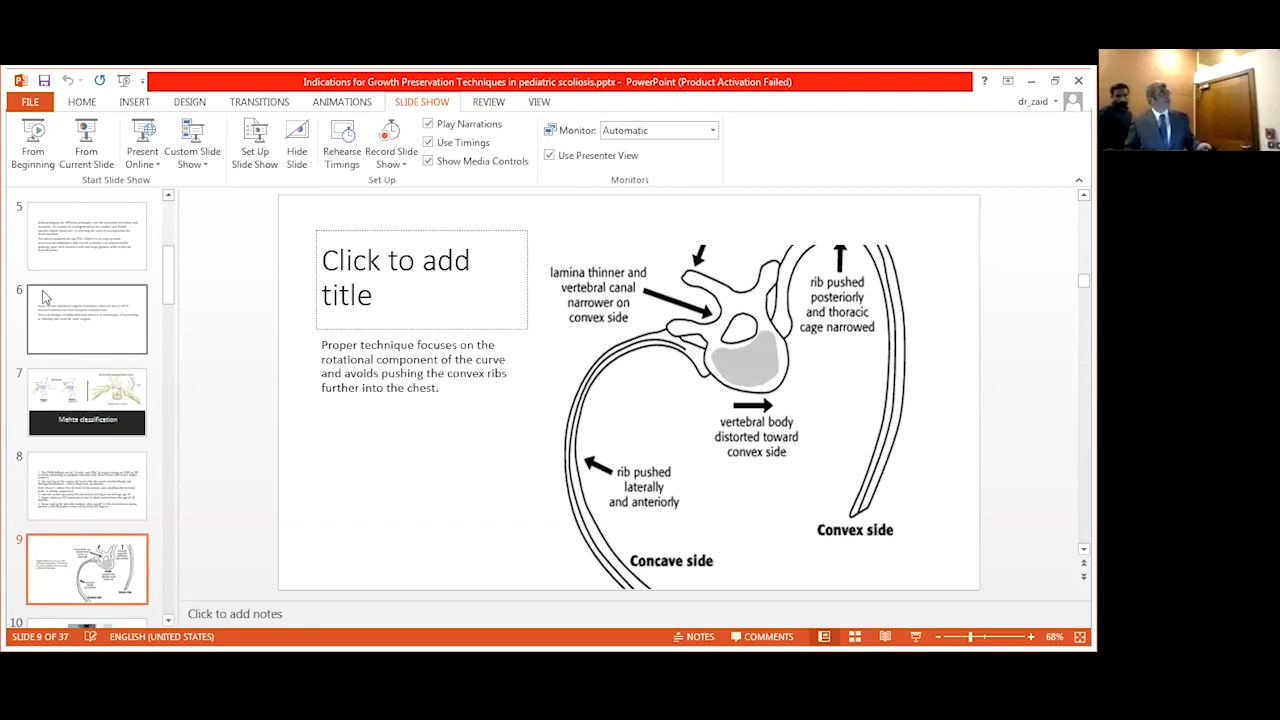 Indications for Growth Preservation Techniques in pediatric scoliosis.pptx - PowerPoint (Product Activation Failed)
FILE
HOME
INSERT
DESIGN
TRANSITIONS
ANIMATIONS
SLIDE SHOW
REVIEW
VIEW
dr_zaid
From
Beginning
From
Current Slide
Present
Online
Custom Slide
Show
Start Slide Show
Set Up
Slide Show
Hide
Slide
Rehearse
Timings
Record Slide
Show
Play Narrations
Use Timings
Show Media Controls
Set Up
Monitor:
Automatic
Use Presenter View
Monitors
5
6
7
Mehta classification
8
9
10
Click to add
title
Proper technique focuses on the
rotational component of the curve
and avoids pushing the convex ribs
further into the chest.
lamina thinner and
vertebral canal
narrower on
convex side
rib pushed
posteriorly
and thoracic
cage narrowed
vertebral body
distorted toward
convex side
rib pushed
laterally
and anteriorly
Convex side
Concave side
Click to add notes
SLIDE 9 OF 37
ENGLISH (UNITED STATES)
NOTES
COMMENTS
68%